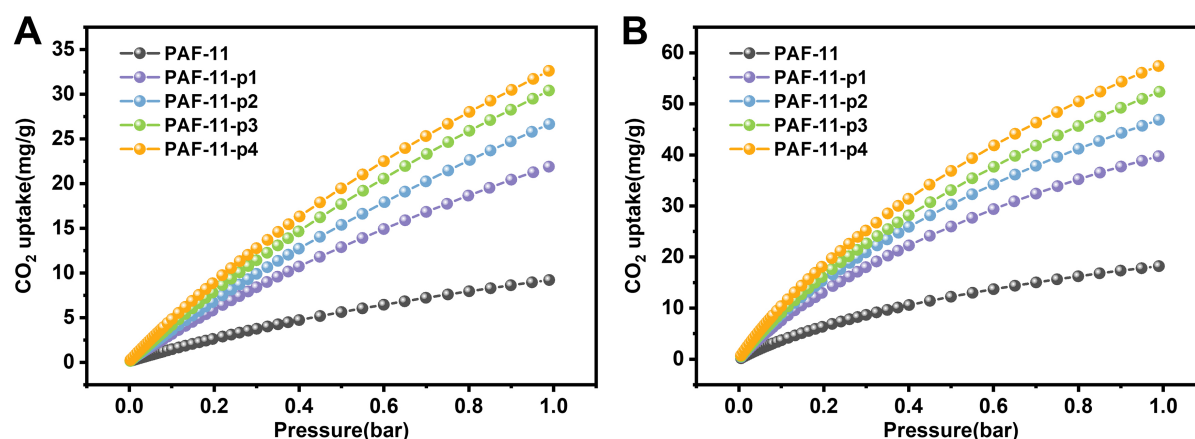 A
PAF-11
PAF-11-p1
PAF-11-p2
PAF-11-p3
PAF-11-p4
CO₂ uptake(mg/g)
35
30
25
20
15
10
5
0
0.0 0.2 0.4 0.6 0.8 1.0
Pressure(bar)
B
PAF-11
PAF-11-p1
PAF-11-p2
PAF-11-p3
PAF-11-p4
CO₂ uptake(mg/g)
60
50
40
30
20
10
0
0.0 0.2 0.4 0.6 0.8 1.0
Pressure(bar)